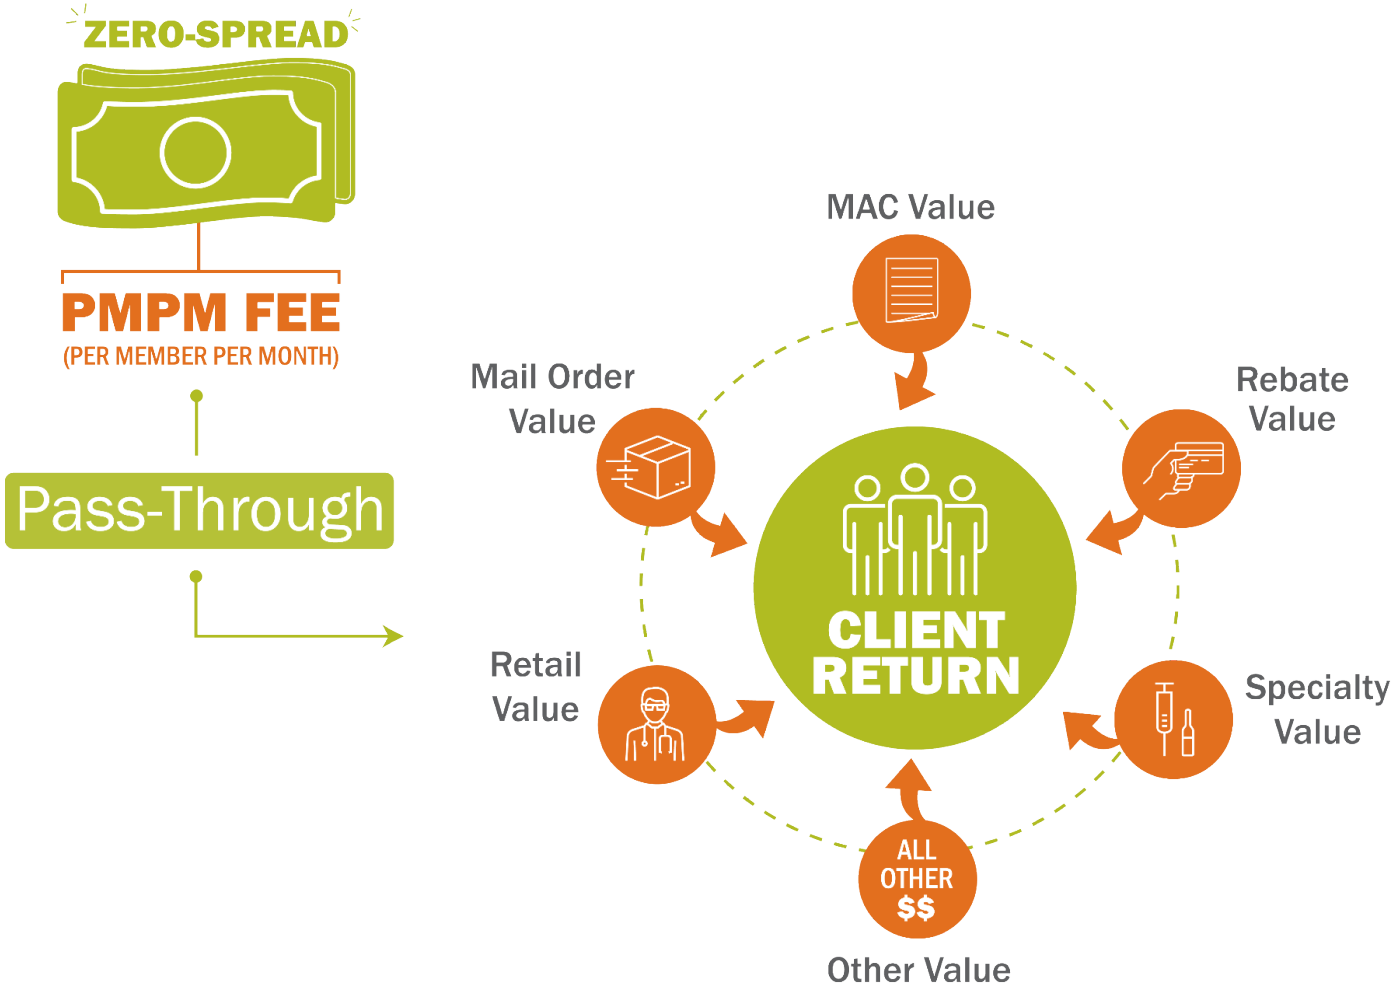 ZERO-SPREAD
PMPM FEE
(PER MEMBER PER MONTH)
Pass-Through
MAC Value
Mail Order
Value
Rebate
Value
CLIENT
RETURN
Retail
Value
Specialty
Value
ALL
OTHER
$$
Other Value